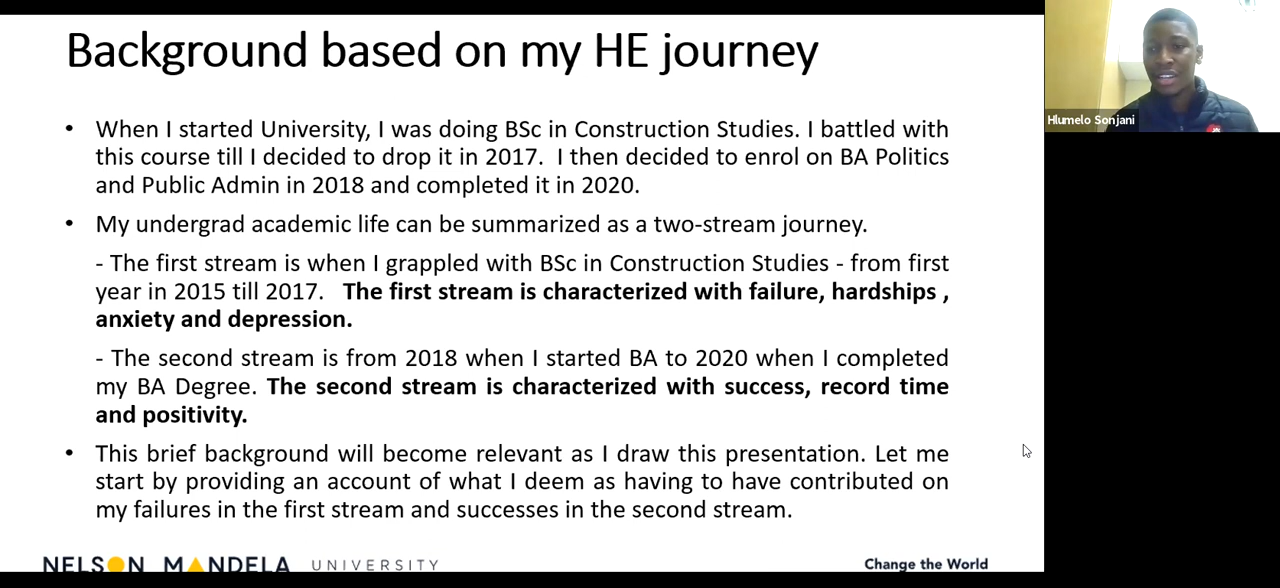 Background based on my HE journey
• When I started University, I was doing BSc in Construction Studies. I battled with
this course till I decided to drop it in 2017. I then decided to enrol on BA Politics
and Public Admin in 2018 and completed it in 2020.
• My undergrad academic life can be summarized as a two-stream journey.
- The first stream is when I grappled with BSc in Construction Studies - from first
year in 2015 till 2017. The first stream is characterized with failure, hardships ,
anxiety and depression.
- The second stream is from 2018 when I started BA to 2020 when I completed
my BA Degree. The second stream is characterized with success, record time
and positivity.
• This brief background will become relevant as I draw this presentation. Let me
start by providing an account of what I deem as having to have contributed on
my failures in the first stream and successes in the second stream.
NELSON MANDELA UNIVERSITY
Change the World
Hlumelo Sonjani